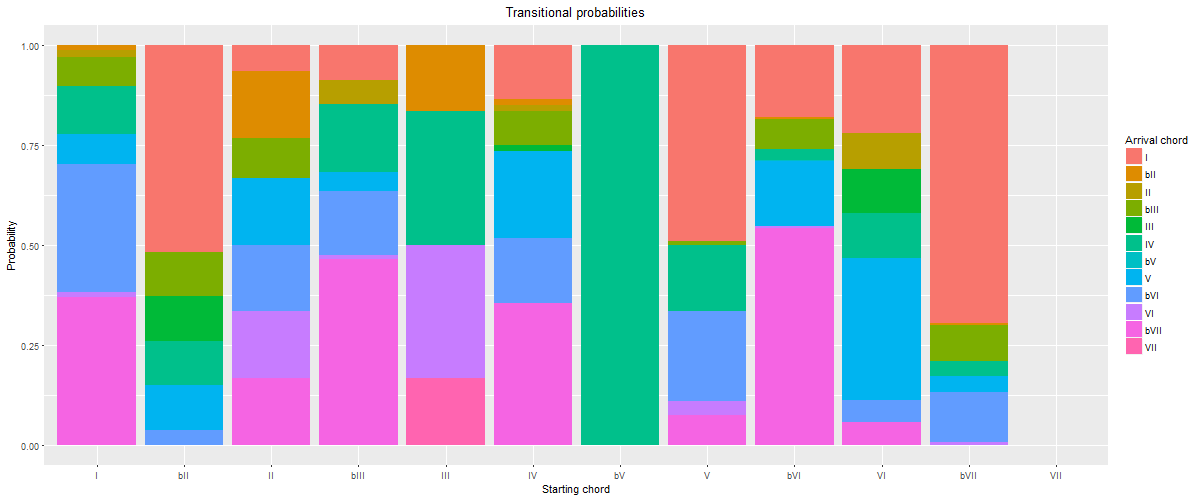 Transitional probabilities
1.00
0.75
0.50
0.25
0.00
Probability
I bII II bIII III IV bV V bVI VI bVII VII
Starting chord
Arrival chord
I
bII
II
bIII
III
IV
bV
V
bVI
VI
bVII
VII